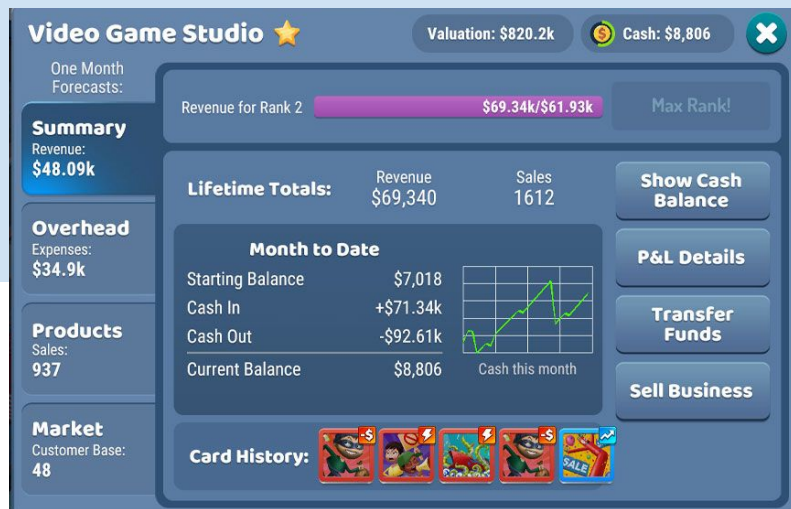 Video Game Studio
Valuation: $820.2k
Cash: $8,806
One Month
Forecasts:
Summary
Revenue:
$48.09k
Overhead
Expenses:
$34.9k
Products
Sales:
937
Market
Customer Base:
48
Revenue for Rank 2
$69.34k/$61.93k
Max Rank!
Lifetime Totals:
Revenue
$69,340
Sales
1612
Month to Date
Starting Balance $7,018
Cash In +$71.34k
Cash Out -$92.61k
Current Balance $8,806
Cash this month
Card History:
-$
-$
SALE
Show Cash
Balance
P&L Details
Transfer
Funds
Sell Business